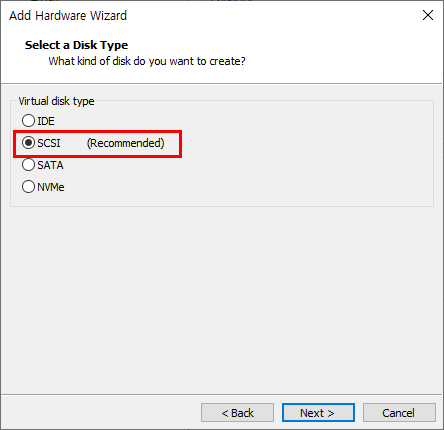 Add Hardware Wizard
Select a Disk Type
What kind of disk do you want to create?
Virtual disk type
IDE
SCSI (Recommended)
SATA
NVMe
< Back
Next >
Cancel